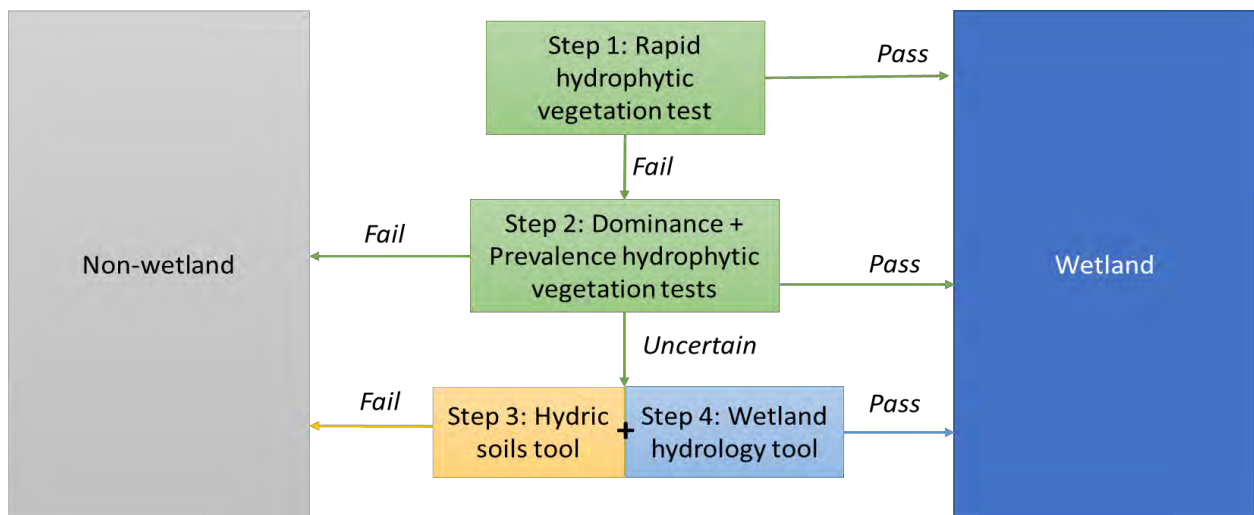 Step 1: Rapid
hydrophytic
vegetation test
Pass
Fail
Non-wetland
Fail
Step 2: Dominance +
Prevalence hydrophytic
vegetation tests
Pass
Wetland
Uncertain
Fail
Step 3: Hydric
soils tool
+
Step 4: Wetland
hydrology tool
Pass